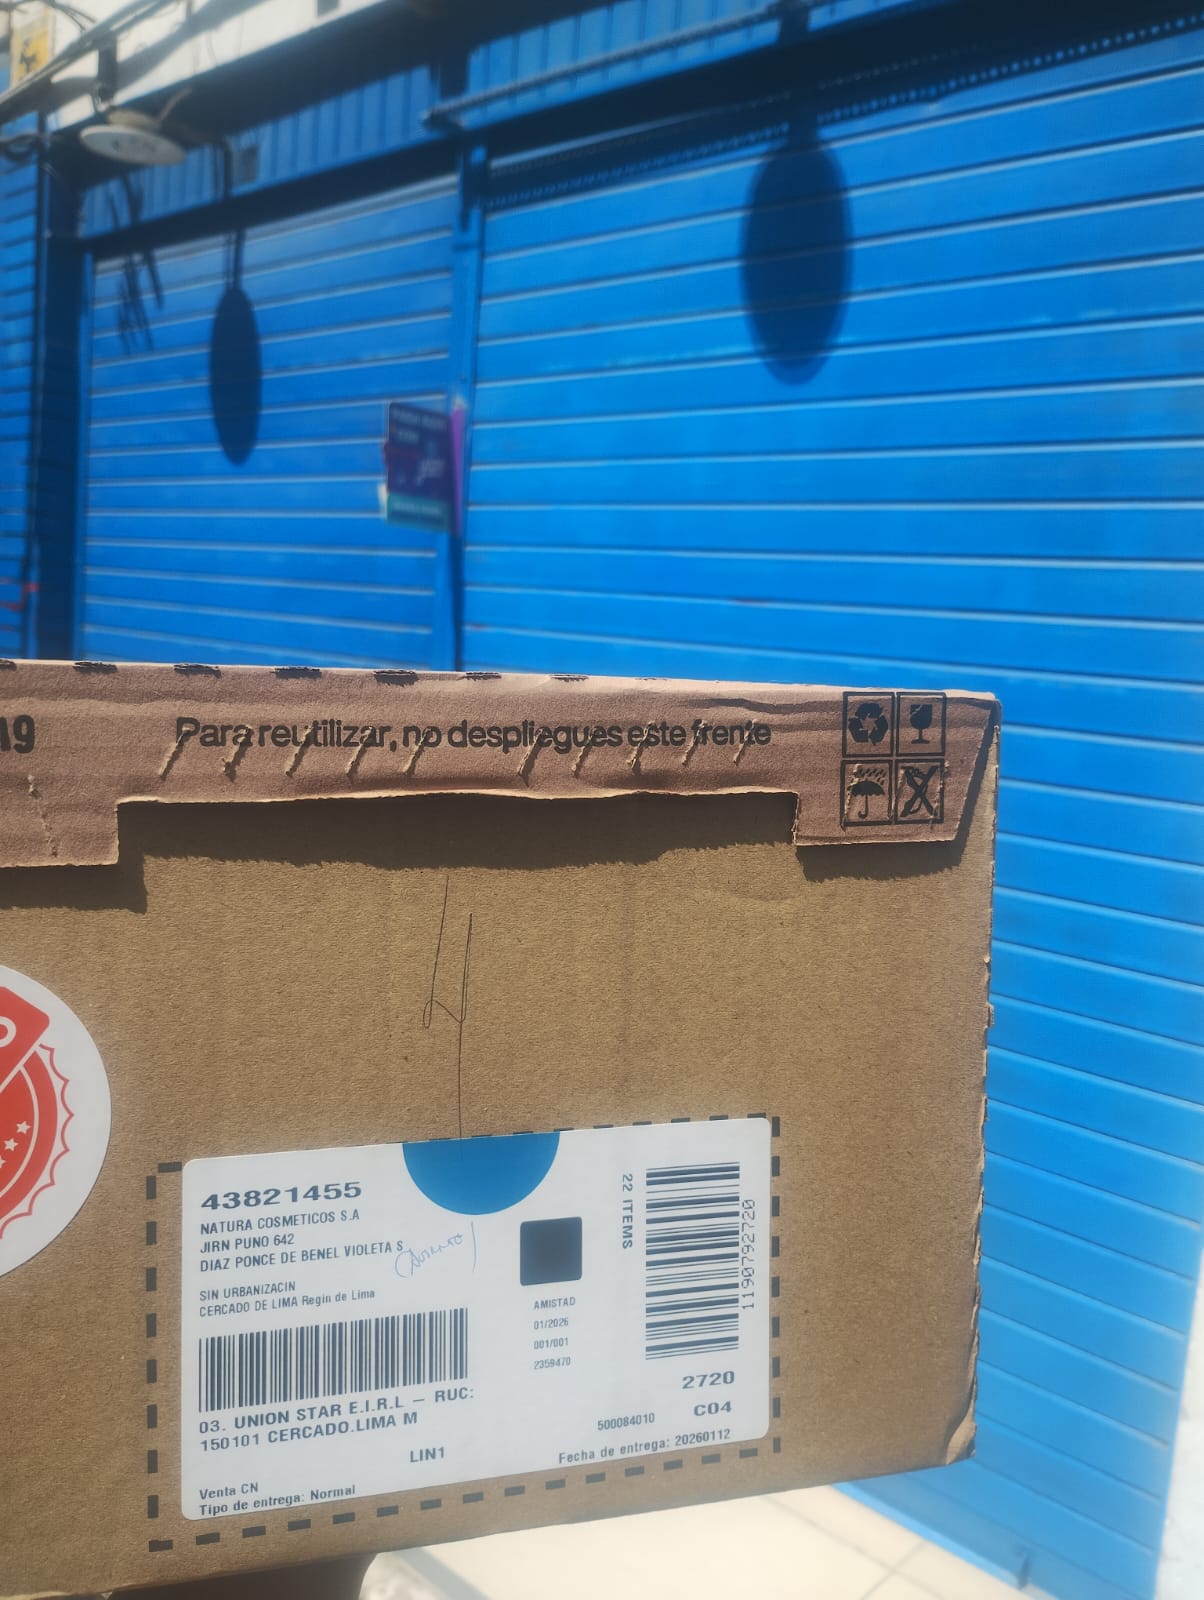 19
Para reutilizar, no despliegues este frente
43821455
NATURA COSMETICOS S.A
JIRN PUNO 642
DIAZ PONCE DE BENEL VIOLETA S
SIN URBANIZACIN
CERCADO DE LIMA Regin de Lima
03. UNION STAR E.I.R.L – RUC:
150101 CERCADO.LIMA M
LIN1
Venta CN
Tipo de entrega: Normal
AMISTAD
01/2026
001/001
2359470
22 ITEMS
1190792720
2720
500084010
C04
Fecha de entrega: 20260112